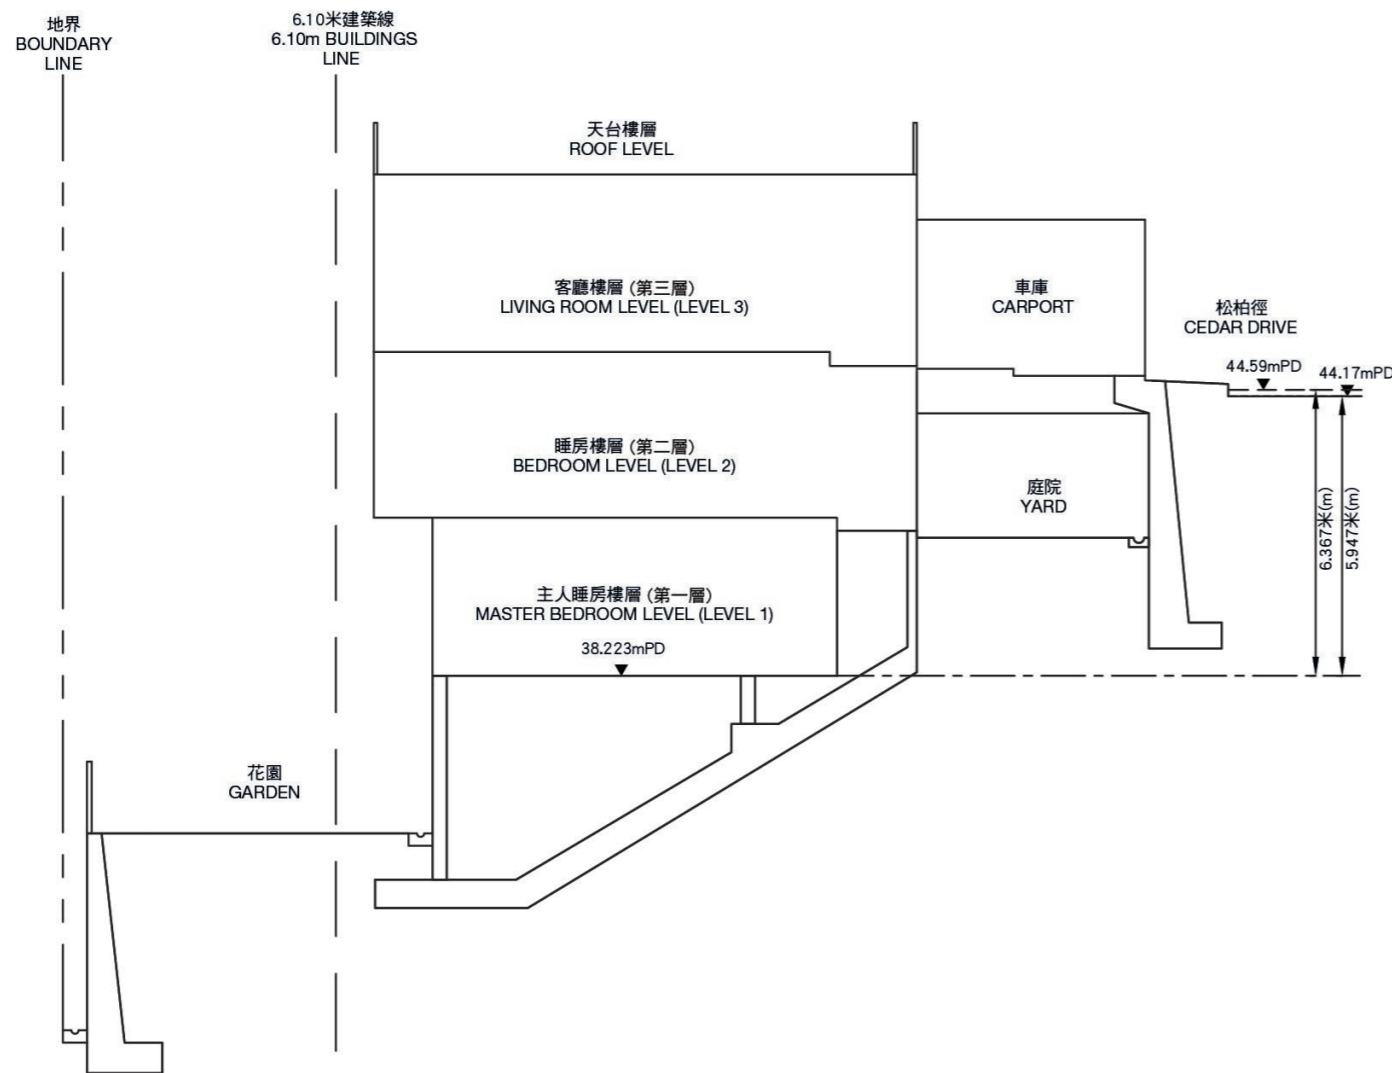 地界
BOUNDARY
LINE
6.10米建築線
6.10m BUILDINGS
LINE
天台樓層
ROOF LEVEL
客廳樓層 (第三層)
LIVING ROOM LEVEL (LEVEL 3)
車庫
CARPORT
松柏徑
CEDAR DRIVE
44.59mPD
44.17mPD
睡房樓層 (第二層)
BEDROOM LEVEL (LEVEL 2)
庭院
YARD
6.367米(m)
5.947米(m)
主人睡房樓層 (第一層)
MASTER BEDROOM LEVEL (LEVEL 1)
38.223mPD
花園
GARDEN